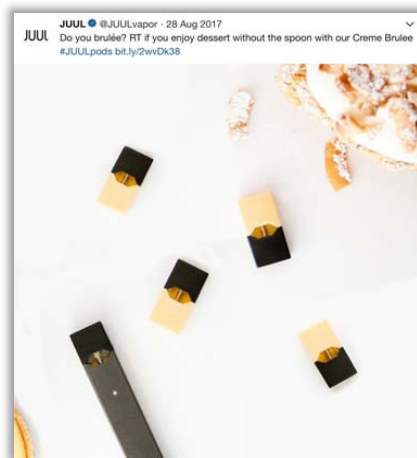 JUUL @JUULvapor · 28 Aug 2017
JUUL Do you brulée? RT if you enjoy dessert without the spoon with our Creme Brulee
#JUULpods bit.ly/2wvDk38